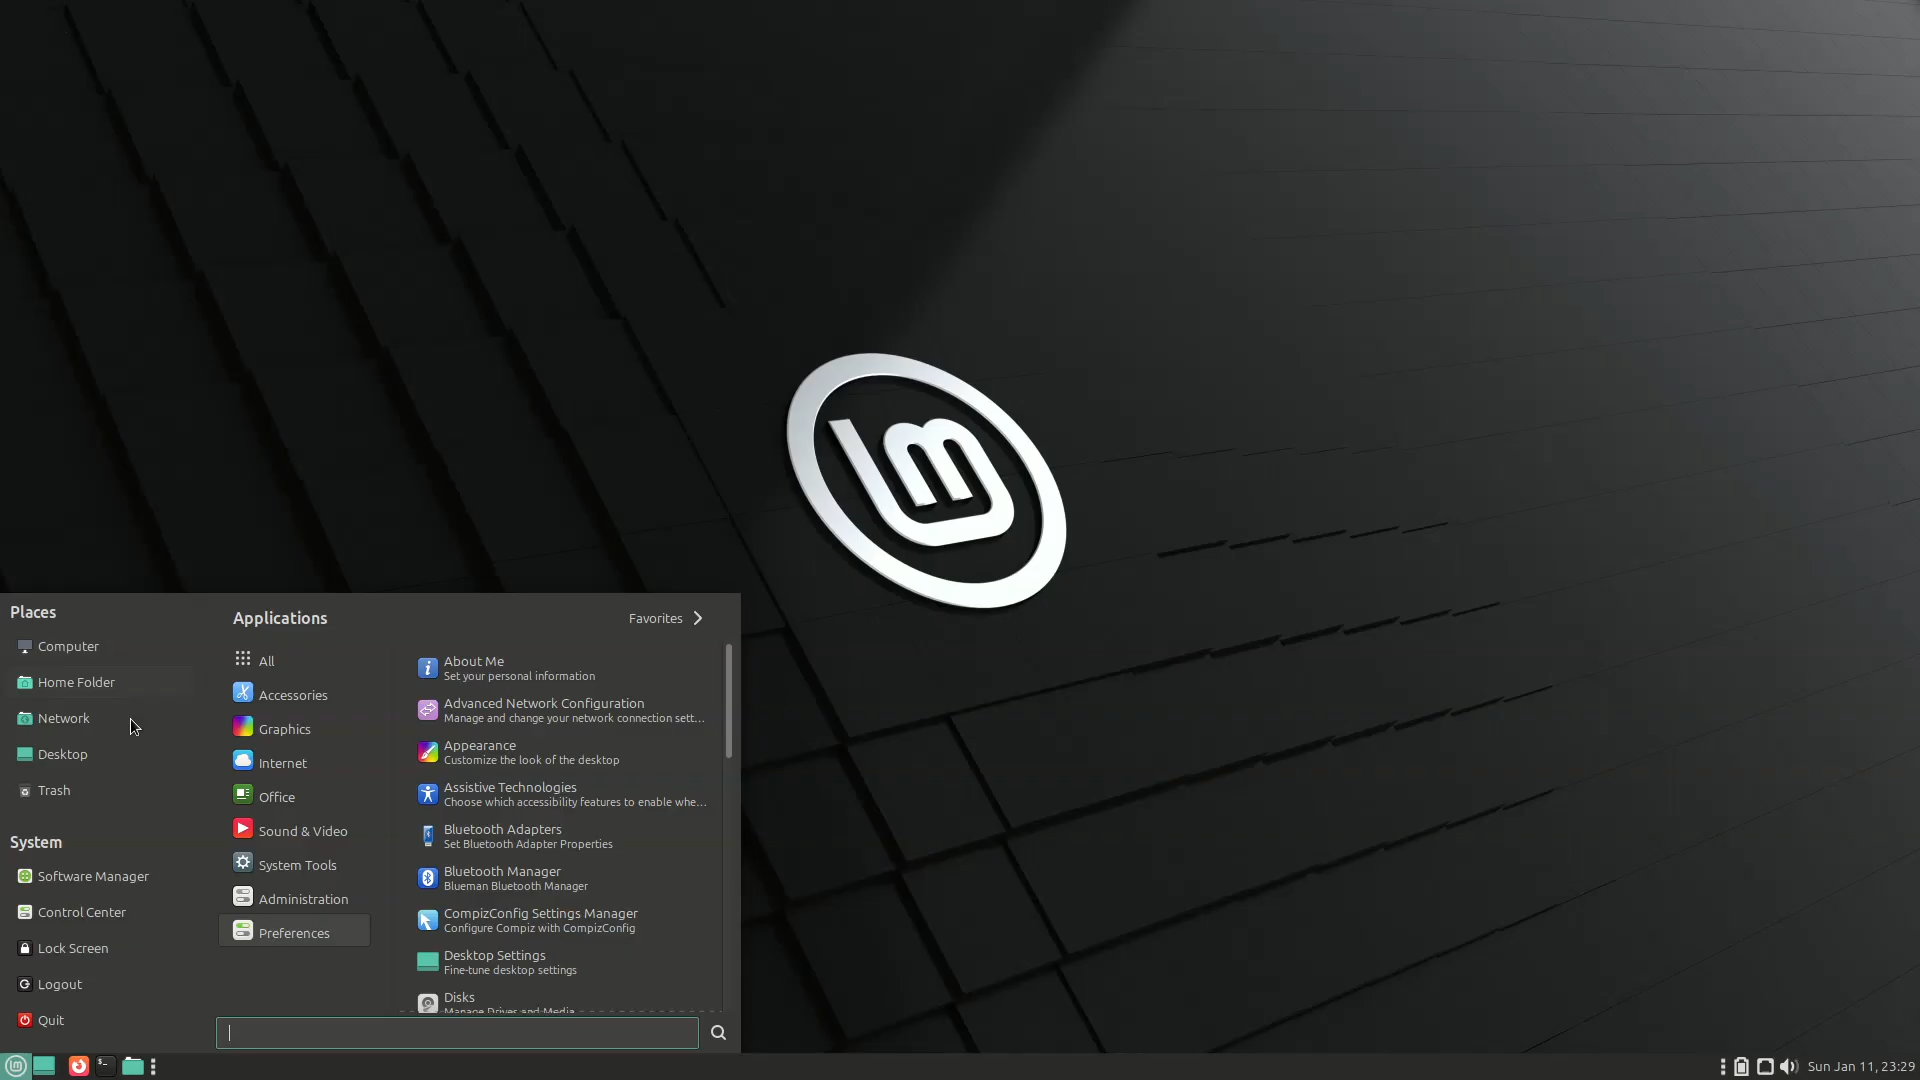 Places
Computer
Home Folder
Network
Desktop
Trash
System
Software Manager
Control Center
Lock Screen
Logout
Quit
Applications
Favorites
All
Accessories
Graphics
Internet
Office
Sound & Video
System Tools
Administration
Preferences
About Me
Set your personal information
Advanced Network Configuration
Manage and change your network connection sett...
Appearance
Customize the look of the desktop
Assistive Technologies
Choose which accessibility features to enable whe...
Bluetooth Adapters
Set Bluetooth Adapter Properties
Bluetooth Manager
Blueman Bluetooth Manager
CompizConfig Settings Manager
Configure Compiz with CompizConfig
Desktop Settings
Fine-tune desktop settings
Disks
Manage Drives and Media
Sun Jan 11, 23:29